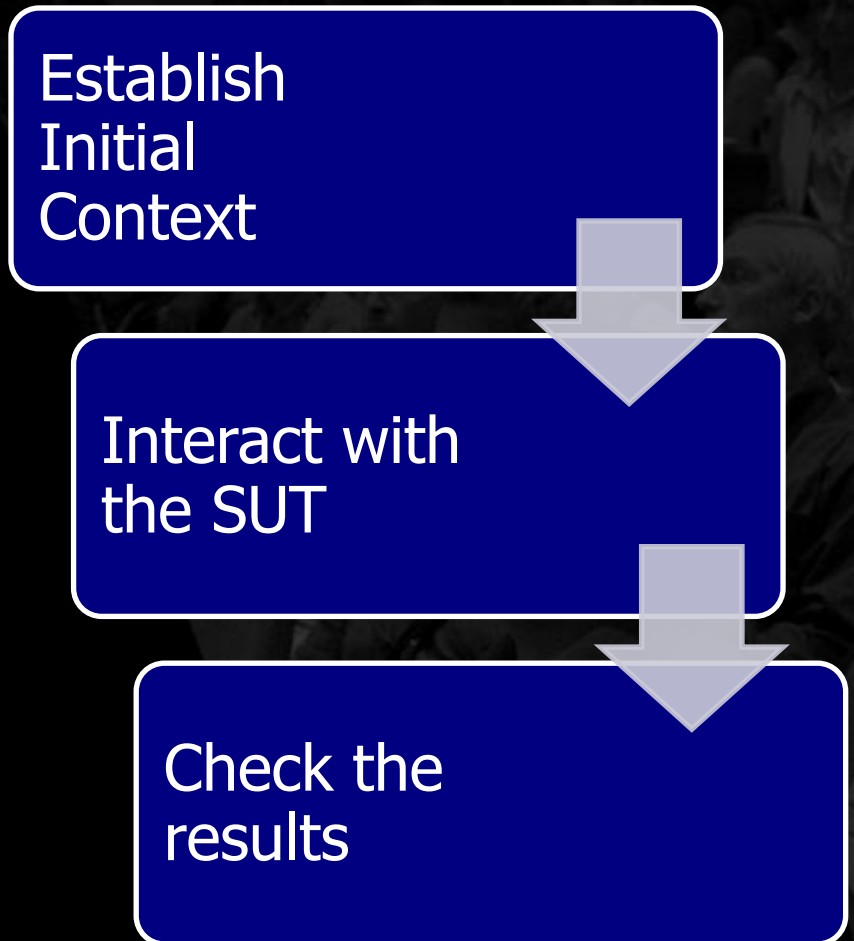 Establish
Initial
Context
Interact with
the SUT
Check the
results